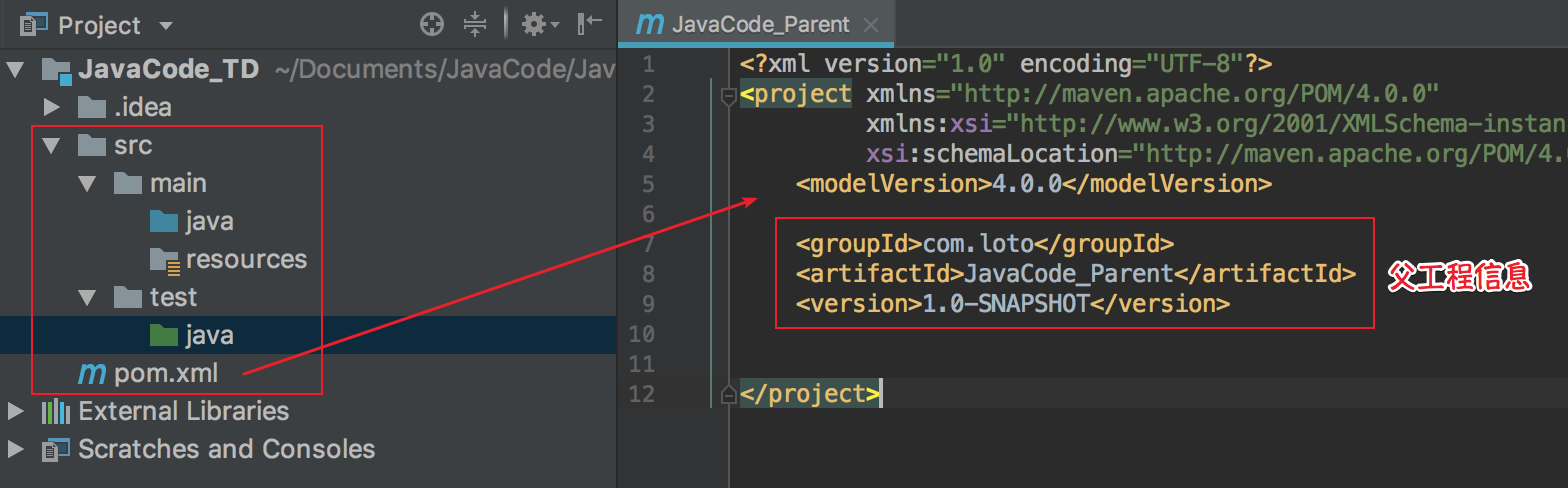 Project
JavaCode_TD ~/Documents/JavaCode/Jav
.idea
src
main
java
resources
test
java
pom.xml
External Libraries
Scratches and Consoles
JavaCode_Parent
1 <?xml version="1.0" encoding="UTF-8"?>
2 <project xmlns="http://maven.apache.org/POM/4.0.0"
3 xmlns:xsi="http://www.w3.org/2001/XMLSchema-instan
4 xsi:schemaLocation="http://maven.apache.org/POM/4.0
5 <modelVersion>4.0.0</modelVersion>
6
7 <groupId>com.loto</groupId>
8 <artifactId>JavaCode_Parent</artifactId>
9 <version>1.0-SNAPSHOT</version>
父工程信息
10
11
12 </project>